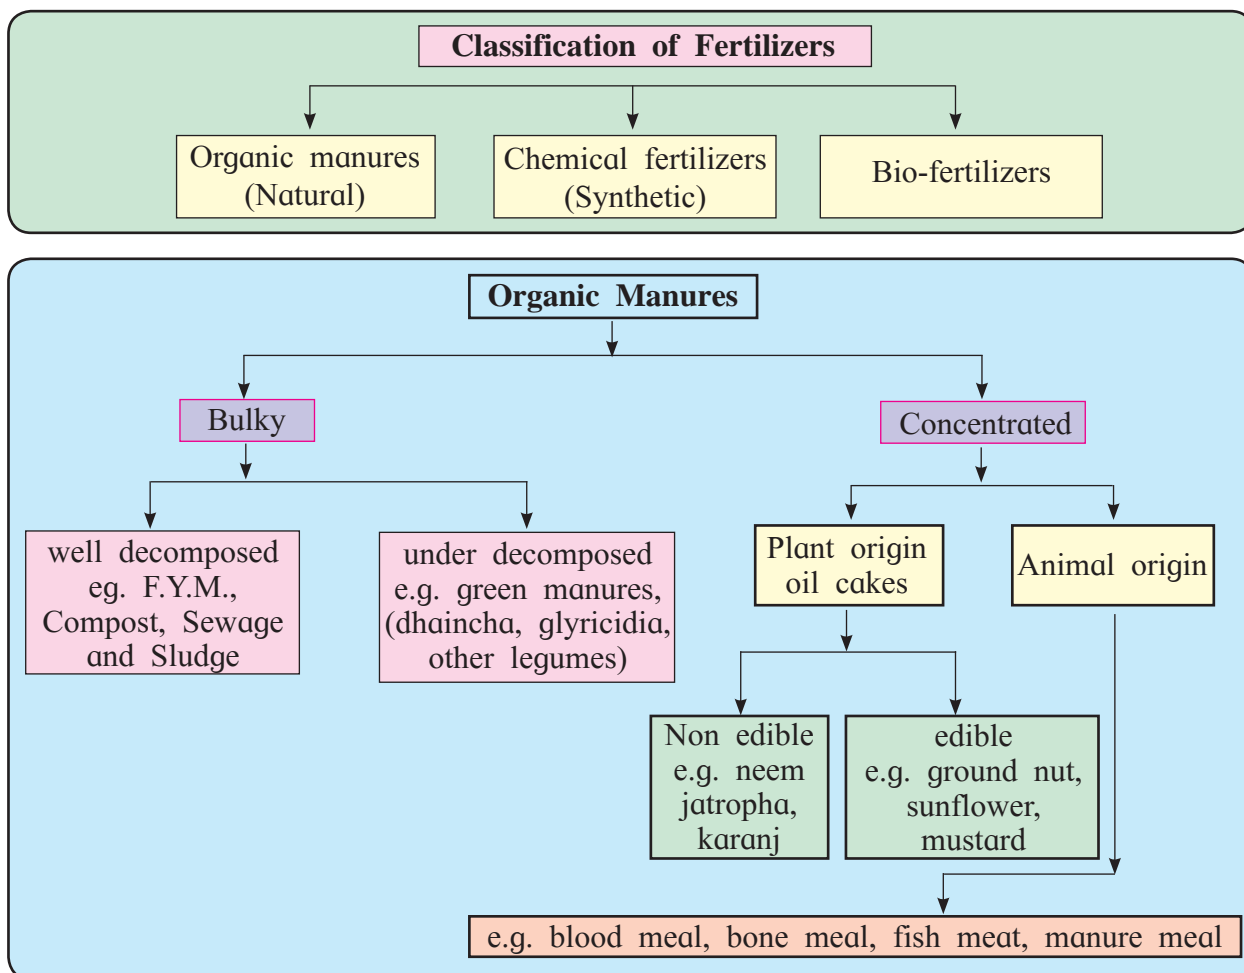 Classification of Fertilizers
Organic manures
(Natural)
Chemical fertilizers
(Synthetic)
Bio-fertilizers
Organic Manures
Bulky
Concentrated
well decomposed
eg. F.Y.M.,
Compost, Sewage
and Sludge
under decomposed
e.g. green manures,
(dhaincha, glyricidia,
other legumes)
Plant origin
oil cakes
Animal origin
Non edible
e.g. neem
jatropha,
karanj
edible
e.g. ground nut,
sunflower,
mustard
e.g. blood meal, bone meal, fish meat, manure meal